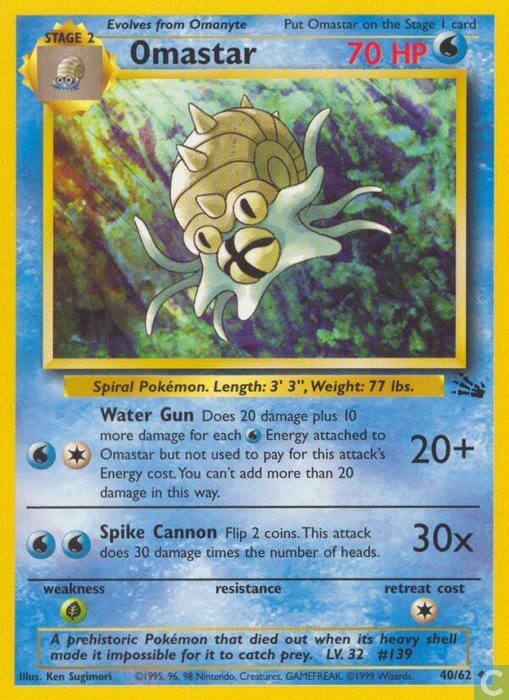 Evolves from Omanyte Put Omastar on the Stage 1 card
STAGE 2
Omastar 70 HP
Spiral Pokémon. Length: 3' 3", Weight: 77 lbs.
Water Gun Does 20 damage plus 10
more damage for each Energy attached to
Omastar but not used to pay for this attack's
Energy cost. You can't add more than 20
damage in this way.
20+
Spike Cannon Flip 2 coins. This attack
does 30 damage times the number of heads.
30x
weakness resistance retreat cost
A prehistoric Pokémon that died out when its heavy shell
made it impossible for it to catch prey. LV. 32 #139
Illus. Ken Sugimori ©1995, 96, 98 Nintendo, Creatures, GAMEFREAK. ©1999 Wizards. 40/62
C